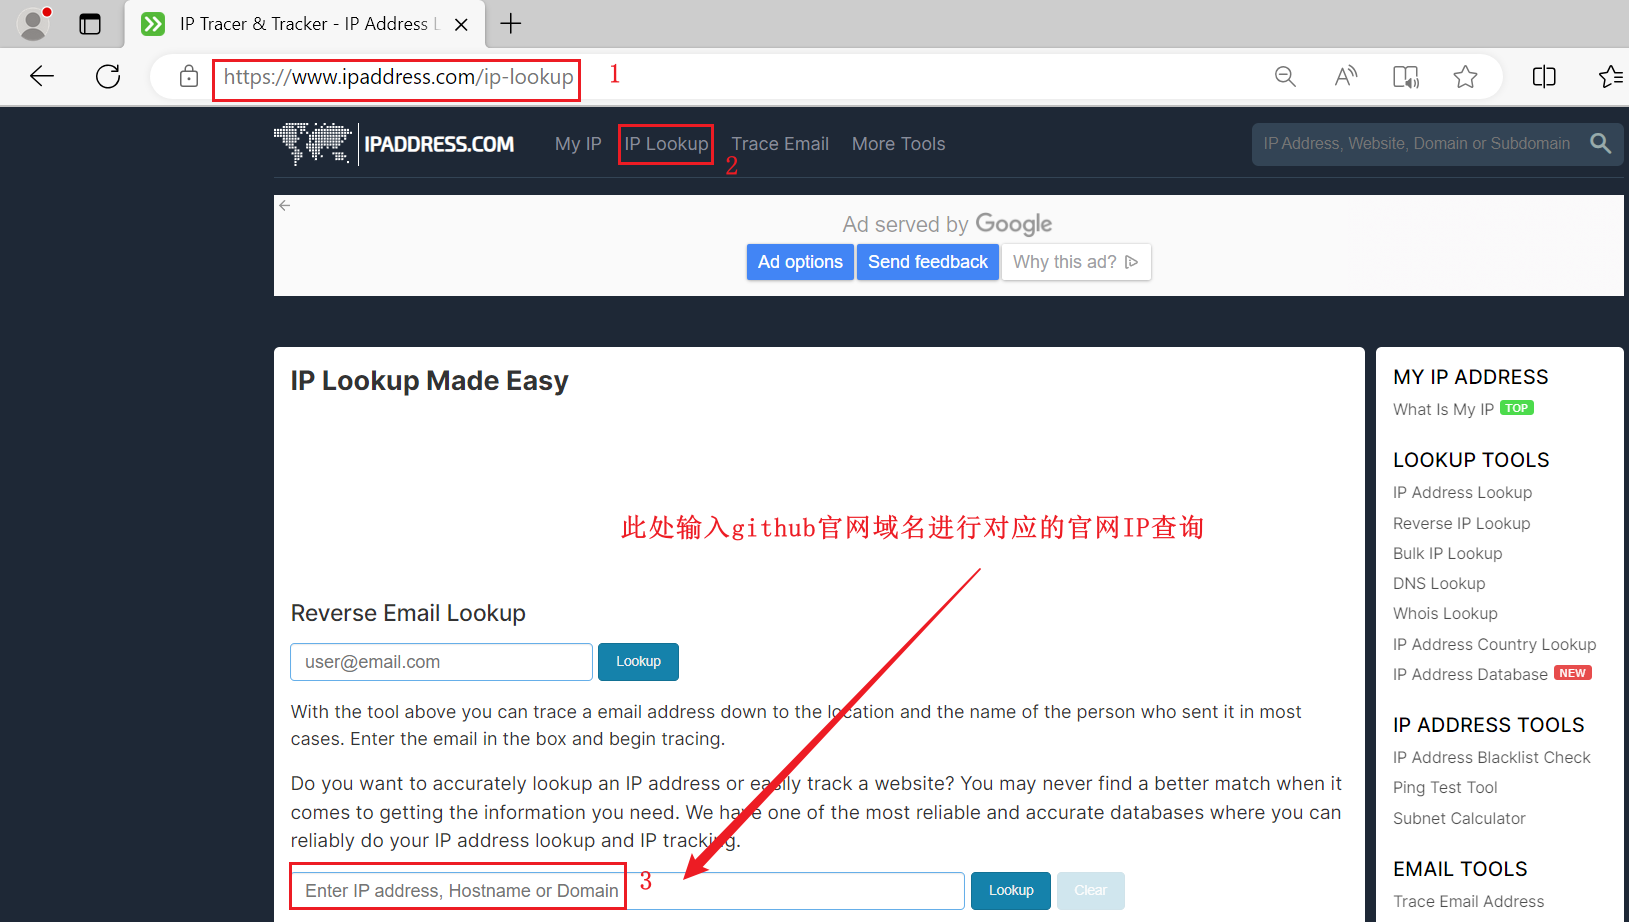 IP Tracer & Tracker - IP Address L
https://www.ipaddress.com/ip-lookup
1
IPADDRESS.COM
My IP
IP Lookup
Trace Email
More Tools
IP Address, Website, Domain or Subdomain
2
Ad served by Google
Ad options
Send feedback
Why this ad?
IP Lookup Made Easy
此处输入github官网域名进行对应的官网IP查询
Reverse Email Lookup
user@email.com
Lookup
With the tool above you can trace a email address down to the location and the name of the person who sent it in most
cases. Enter the email in the box and begin tracing.
Do you want to accurately lookup an IP address or easily track a website? You may never find a better match when it
comes to getting the information you need. We have one of the most reliable and accurate databases where you can
reliably do your IP address lookup and IP tracking.
Enter IP address, Hostname or Domain
3
Lookup
Clear
MY IP ADDRESS
What Is My IP TOP
LOOKUP TOOLS
IP Address Lookup
Reverse IP Lookup
Bulk IP Lookup
DNS Lookup
Whois Lookup
IP Address Country Lookup
IP Address Database NEW
IP ADDRESS TOOLS
IP Address Blacklist Check
Ping Test Tool
Subnet Calculator
EMAIL TOOLS
Trace Email Address